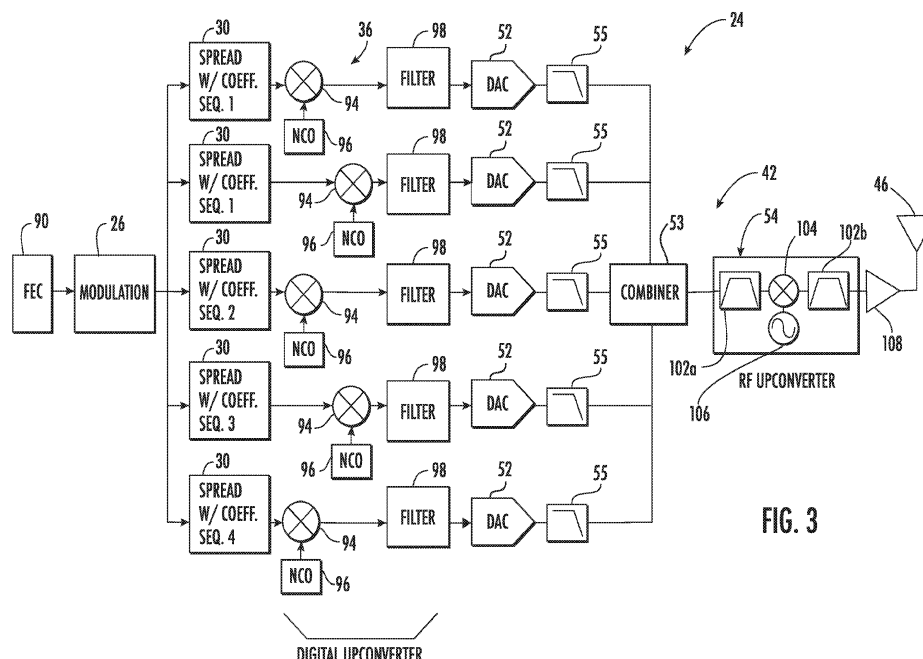 30
SPREAD
W/ COEFF.
SEQ. 1
94
NCO
96
36
98
FILTER
52
DAC
55
24
30
SPREAD
W/ COEFF.
SEQ. 1
94
NCO
96
98
FILTER
52
DAC
55
90
FEC
26
MODULATION
30
SPREAD
W/ COEFF.
SEQ. 2
94
NCO
96
98
FILTER
52
DAC
55
53
COMBINER
42
54
104
102b
46
102a
106
108
RF UPCONVERTER
30
SPREAD
W/ COEFF.
SEQ. 3
94
NCO
96
98
FILTER
52
DAC
55
30
SPREAD
W/ COEFF.
SEQ. 4
94
NCO
96
98
FILTER
52
DAC
55
FIG. 3
DIGITAL UPCONVERTER